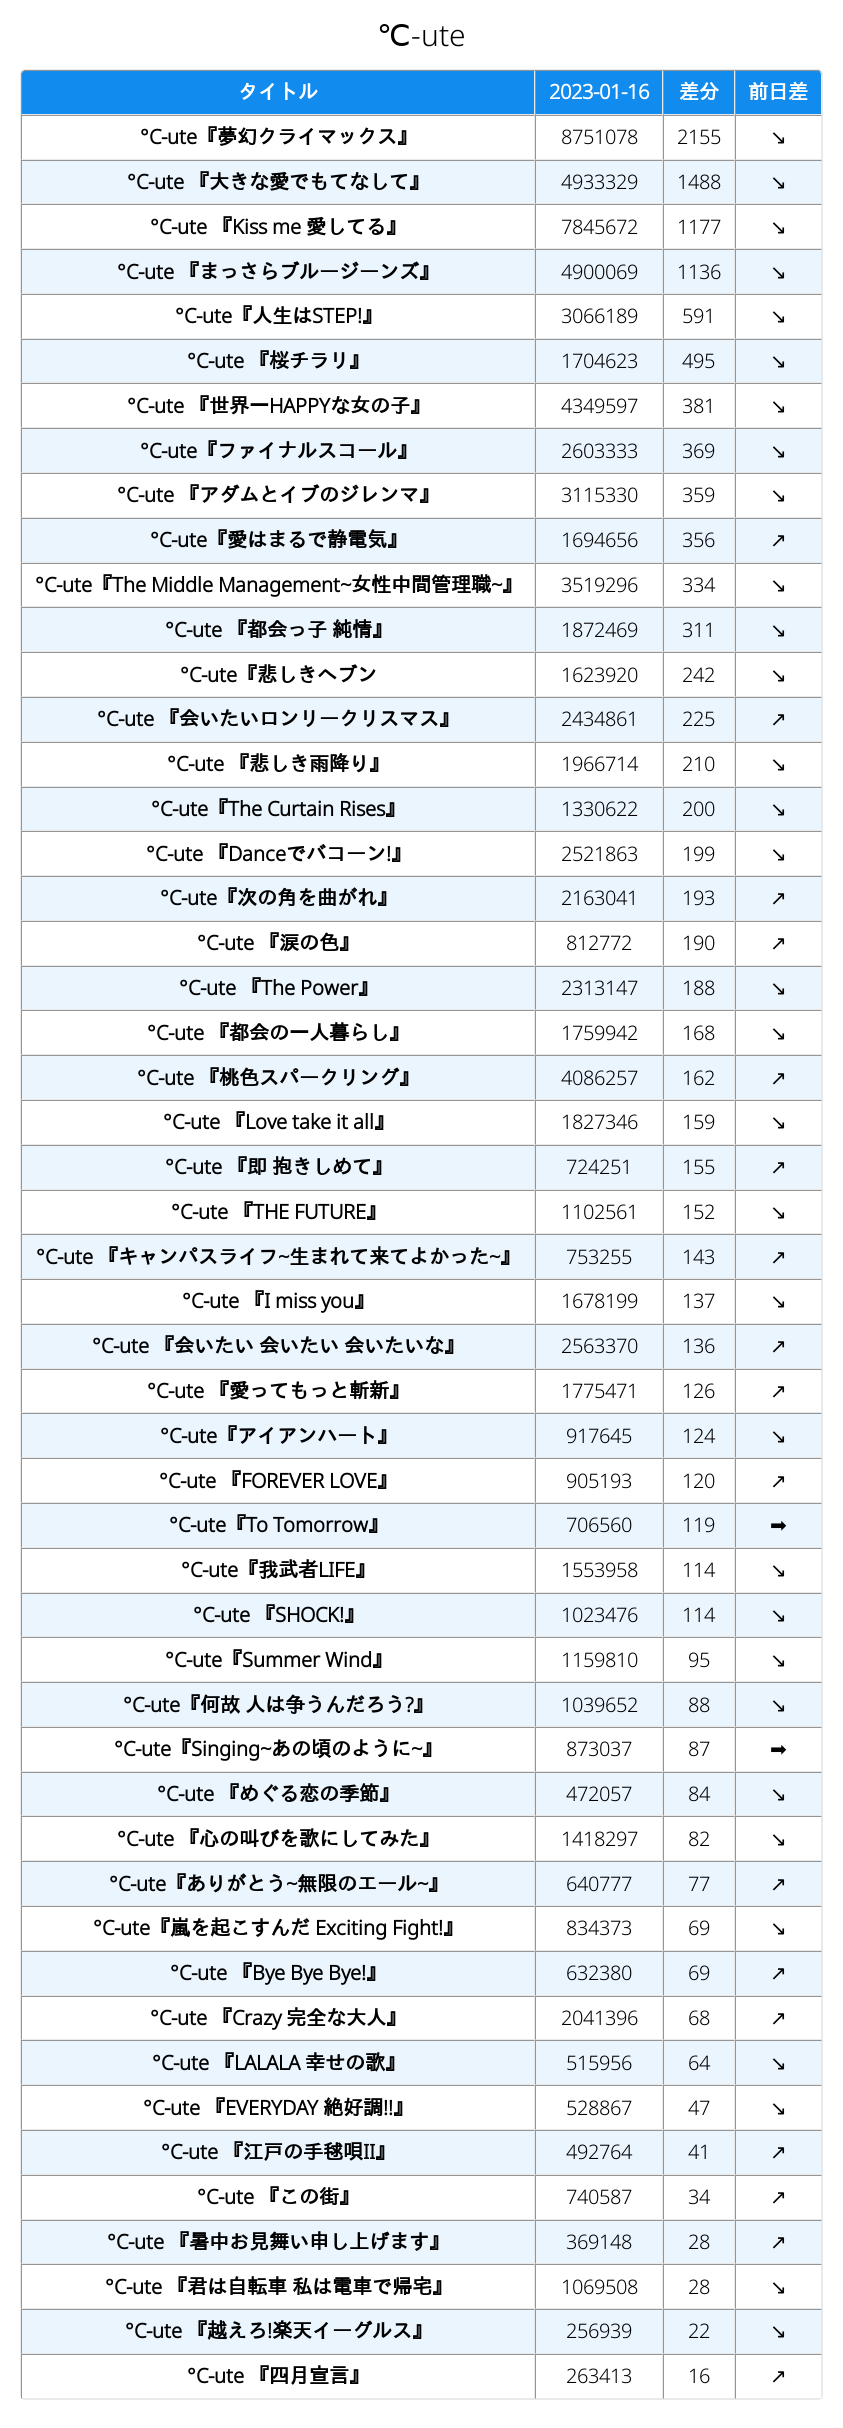 ℃-ute
タイトル 2023-01-16 差分 前日差
°C-ute『夢幻クライマックス』 8751078 2155 ↘
°C-ute 『大きな愛でもてなして』 4933329 1488 ↘
°C-ute 『Kiss me 愛してる』 7845672 1177 ↘
°C-ute 『まっさらブルージーンズ』 4900069 1136 ↘
°C-ute『人生はSTEP!』 3066189 591 ↘
°C-ute 『桜チラリ』 1704623 495 ↘
°C-ute 『世界一HAPPYな女の子』 4349597 381 ↘
°C-ute『ファイナルスコール』 2603333 369 ↘
°C-ute 『アダムとイブのジレンマ』 3115330 359 ↘
°C-ute『愛はまるで静電気』 1694656 356 ↗
°C-ute『The Middle Management~女性中間管理職~』 3519296 334 ↘
°C-ute 『都会っ子 純情』 1872469 311 ↘
°C-ute『悲しきヘブン 1623920 242 ↘
°C-ute 『会いたいロンリークリスマス』 2434861 225 ↗
°C-ute 『悲しき雨降り』 1966714 210 ↘
°C-ute『The Curtain Rises』 1330622 200 ↘
°C-ute 『Danceでバコーン!』 2521863 199 ↘
°C-ute『次の角を曲がれ』 2163041 193 ↗
°C-ute 『涙の色』 812772 190 ↗
°C-ute 『The Power』 2313147 188 ↘
°C-ute 『都会の一人暮らし』 1759942 168 ↘
°C-ute 『桃色スパークリング』 4086257 162 ↗
°C-ute 『Love take it all』 1827346 159 ↘
°C-ute 『即 抱きしめて』 724251 155 ↗
°C-ute 『THE FUTURE』 1102561 152 ↘
°C-ute 『キャンパスライフ~生まれて来てよかった~』 753255 143 ↗
°C-ute 『I miss you』 1678199 137 ↘
°C-ute 『会いたい 会いたい 会いたいな』 2563370 136 ↗
°C-ute 『愛ってもっと斬新』 1775471 126 ↗
°C-ute『アイアンハート』 917645 124 ↘
°C-ute 『FOREVER LOVE』 905193 120 ↗
°C-ute『To Tomorrow』 706560 119 ➡
°C-ute『我武者LIFE』 1553958 114 ↘
°C-ute 『SHOCK!』 1023476 114 ↘
°C-ute『Summer Wind』 1159810 95 ↘
°C-ute『何故 人は争うんだろう?』 1039652 88 ↘
°C-ute『Singing~あの頃のように~』 873037 87 ➡
°C-ute 『めぐる恋の季節』 472057 84 ↘
°C-ute 『心の叫びを歌にしてみた』 1418297 82 ↘
°C-ute『ありがとう~無限のエール~』 640777 77 ↗
°C-ute『嵐を起こすんだ Exciting Fight!』 834373 69 ↘
°C-ute 『Bye Bye Bye!』 632380 69 ↗
°C-ute 『Crazy 完全な大人』 2041396 68 ↗
°C-ute 『LALALA 幸せの歌』 515956 64 ↘
°C-ute 『EVERYDAY 絶好調!!』 528867 47 ↘
°C-ute 『江戸の手毬唄II』 492764 41 ↗
°C-ute 『この街』 740587 34 ↗
°C-ute 『暑中お見舞い申し上げます』 369148 28 ↗
°C-ute 『君は自転車 私は電車で帰宅』 1069508 28 ↘
°C-ute 『越えろ!楽天イーグルス』 256939 22 ↘
°C-ute 『四月宣言』 263413 16 ↗